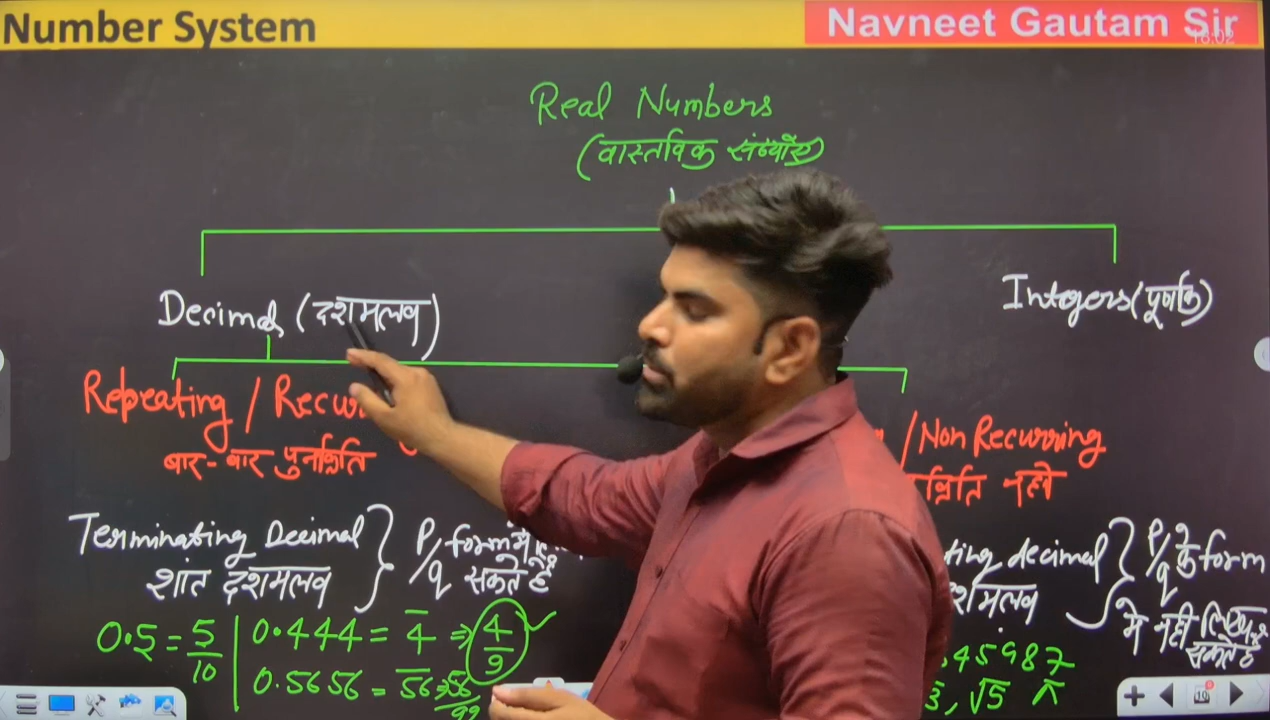 Number System
Navneet Gautam Sir
Real Numbers
(वास्तविक संख्याएँ)
Decimal (दशमलव)
Integers (पूर्णांक)
Repeating / Recu
बार-बार पुनरावृत्ति
/Non Recurring
नहीं
Terminating Decimal } P/q form में
शांत दशमलव सकते हैं
ting decimal } P/q के form
में नहीं लिख सकते है
0.5 = 5/10 | 0.444 = 4̅ ⇒ 4/9 ✓
0.5656 = 5̅6̅ ⇒ 56/99
45987
, √5 π